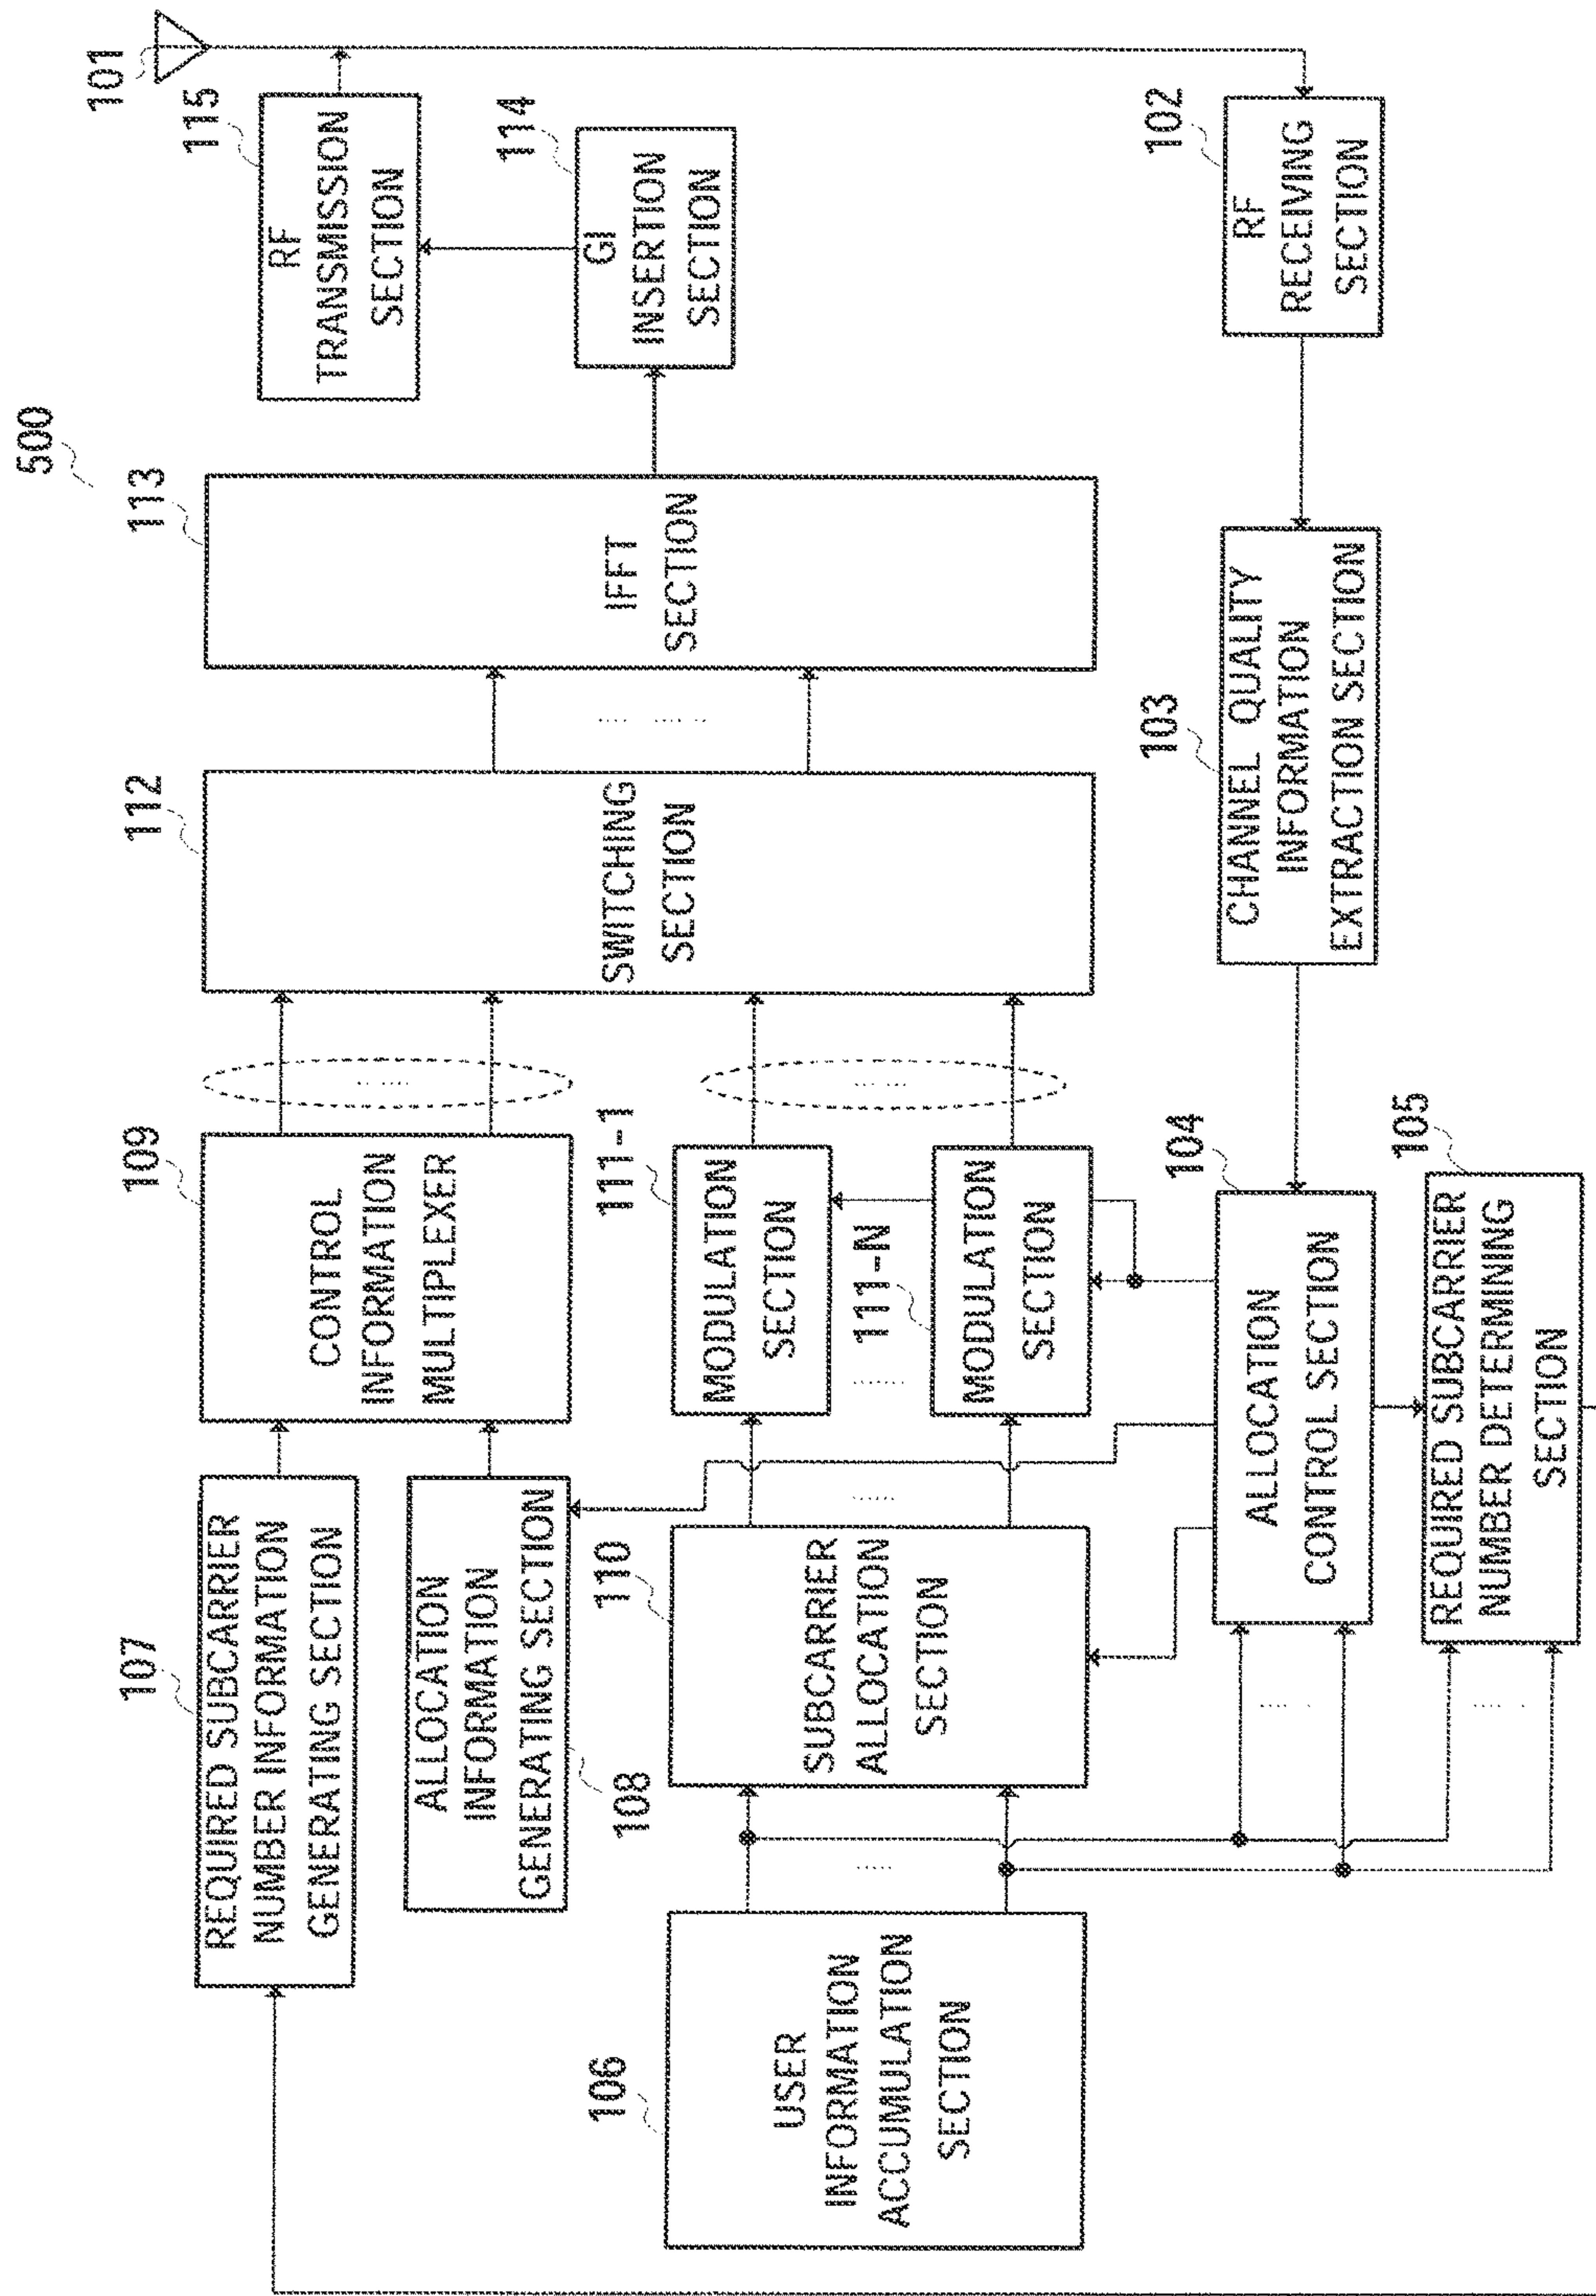 500
107
REQUIRED SUBCARRIER
NUMBER INFORMATION
GENERATING SECTION
109
CONTROL
INFORMATION
MULTIPLEXER
112
SWITCHING
SECTION
113
IFFT
SECTION
115
RF
TRANSMISSION
SECTION
101
ALLOCATION
INFORMATION
GENERATING SECTION
108
114
GI
INSERTION
SECTION
106
USER
INFORMATION
ACCUMULATION
SECTION
110
SUBCARRIER
ALLOCATION
SECTION
111-1
MODULATION
SECTION
111-N
MODULATION
SECTION
104
ALLOCATION
CONTROL SECTION
103
CHANNEL QUALITY
INFORMATION
EXTRACTION SECTION
102
RF
RECEIVING
SECTION
105
REQUIRED SUBCARRIER
NUMBER DETERMINING
SECTION